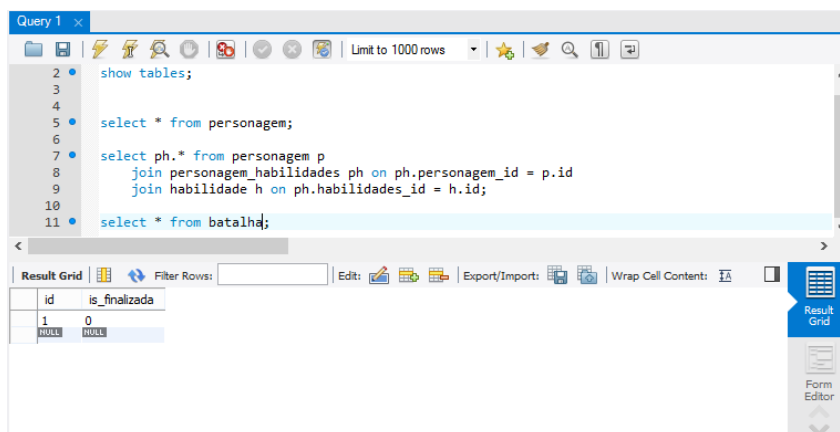 Query 1 ×
Limit to 1000 rows
2 show tables;
3
4
5 select * from personagem;
6
7 select ph.* from personagem p
8 join personagem_habilidades ph on ph.personagem_id = p.id
9 join habilidade h on ph.habilidades_id = h.id;
10
11 select * from batalha;
Result Grid Filter Rows: Edit: Export/Import: Wrap Cell Content: IA
id is_finalizada
1 0
NULL NULL
Result
Grid
Form
Editor